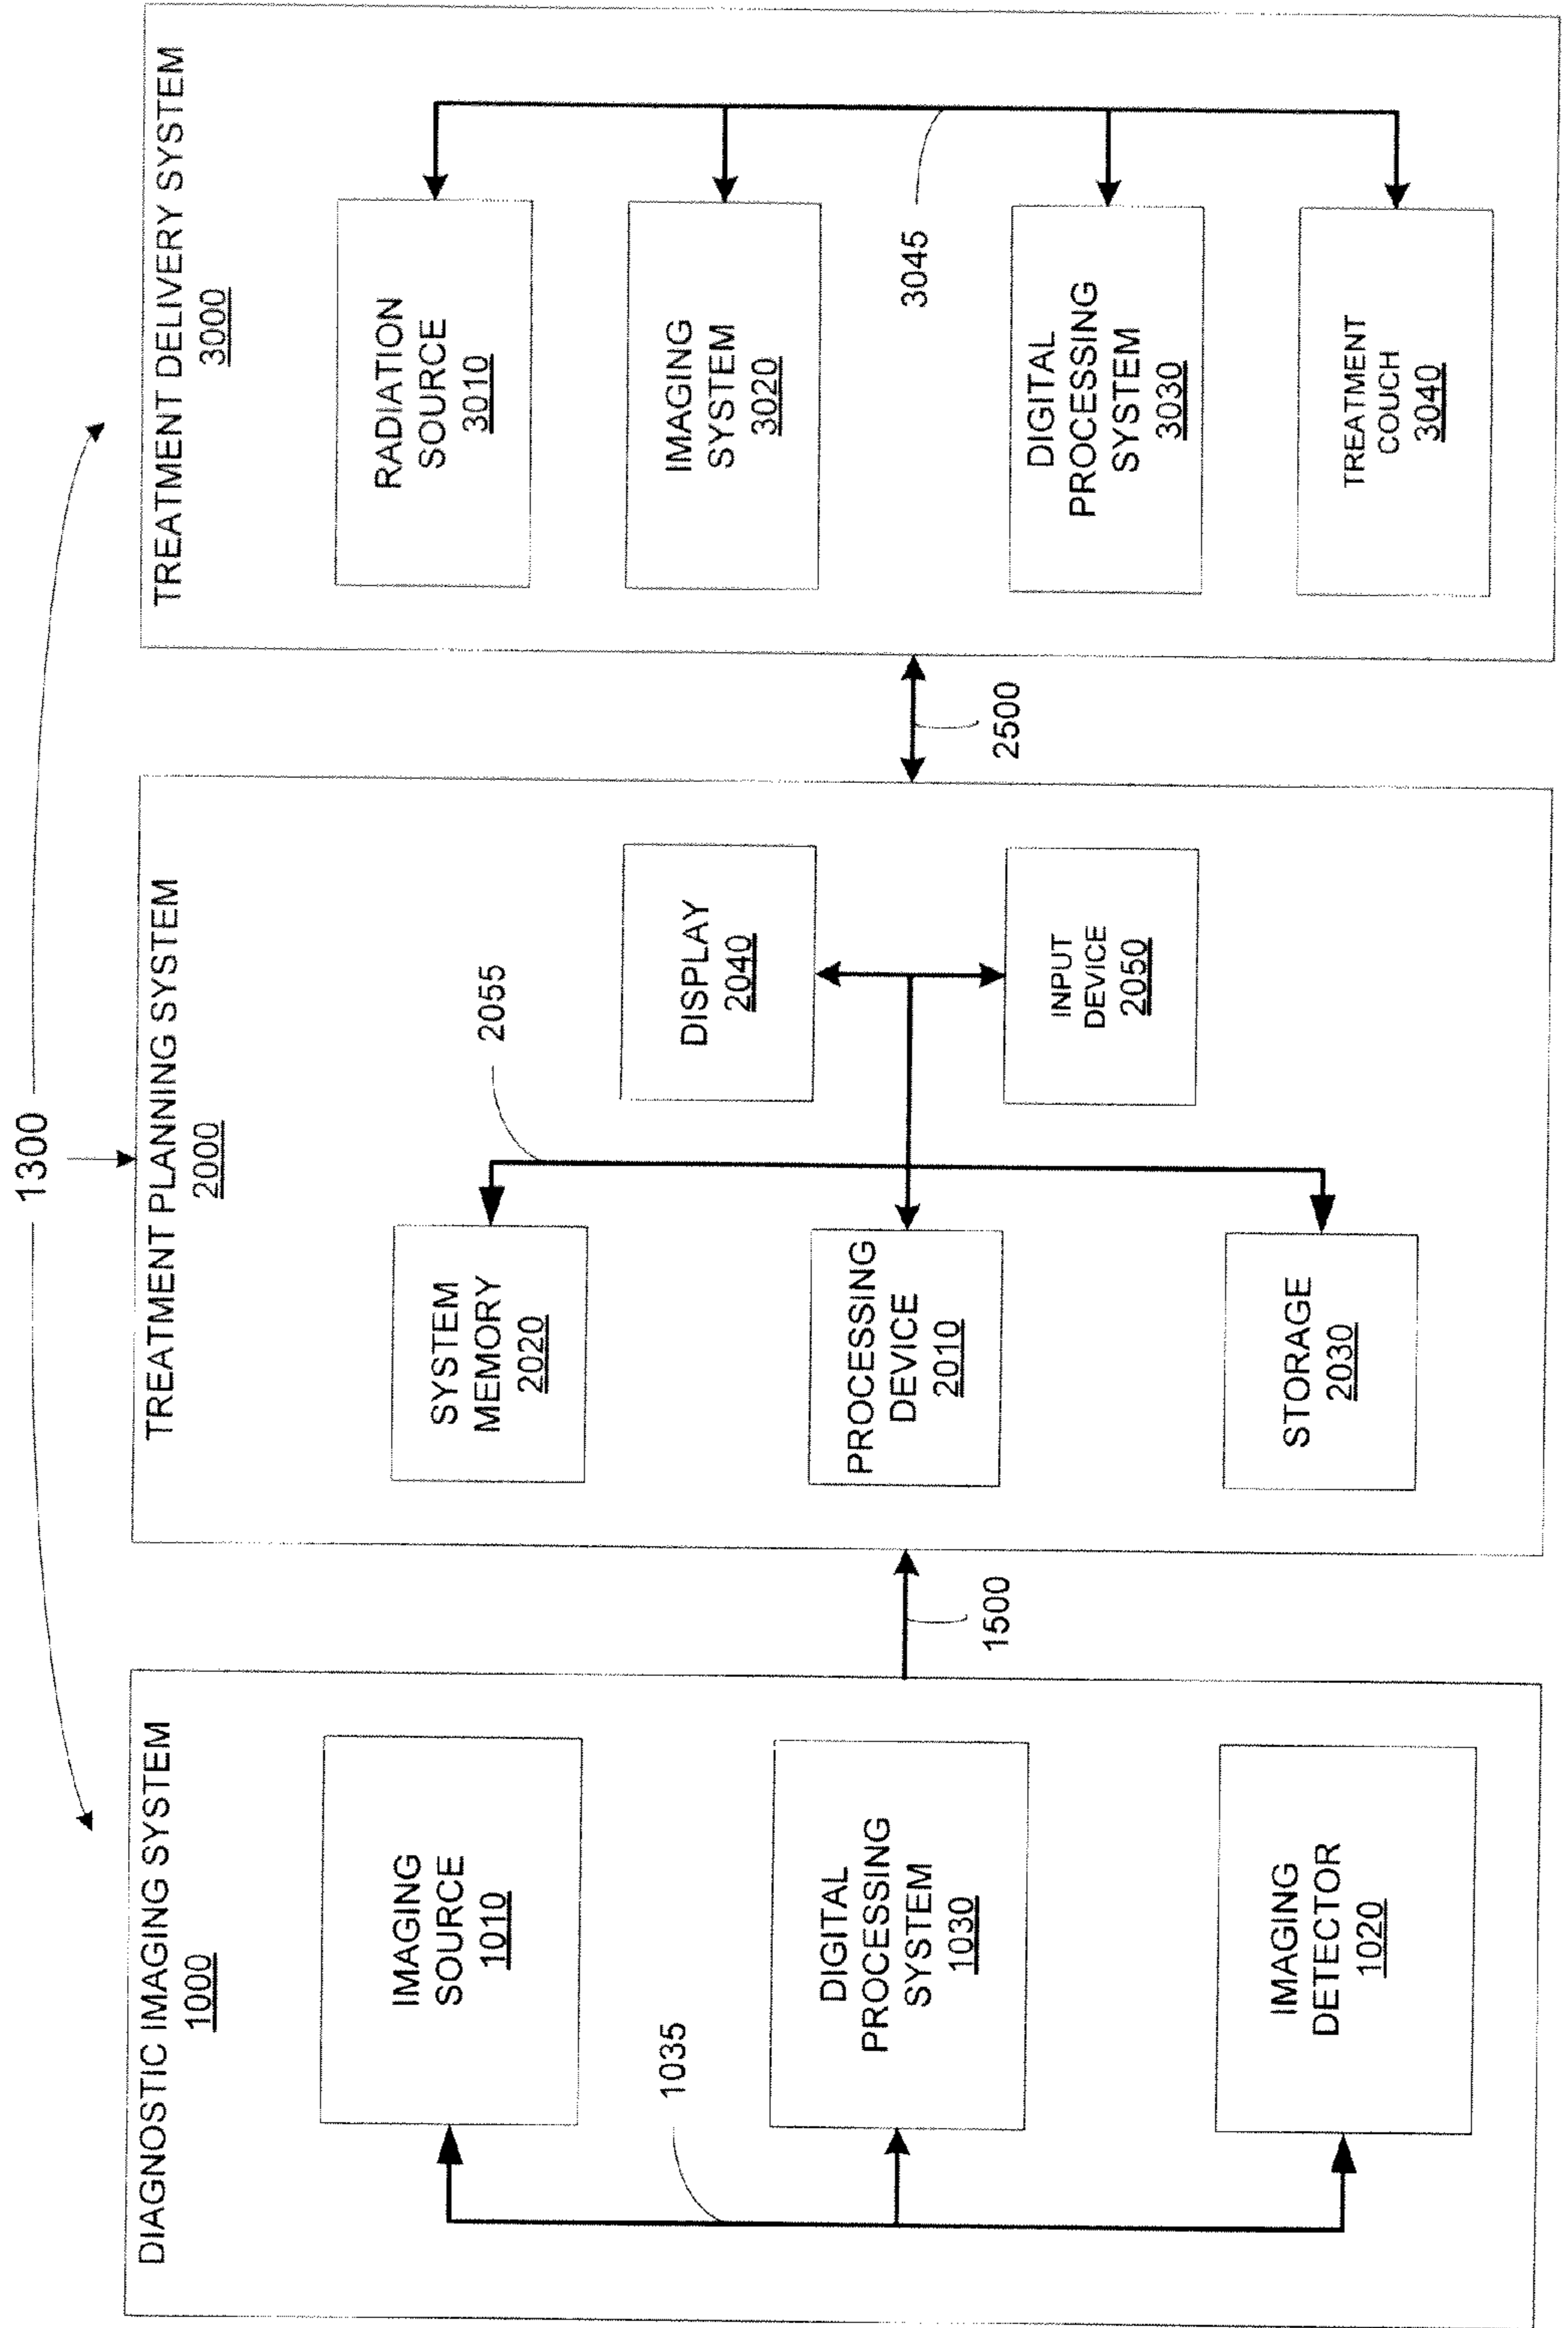 1300
DIAGNOSTIC IMAGING SYSTEM
1000
IMAGING
SOURCE
1010
1035
DIGITAL
PROCESSING
SYSTEM
1030
IMAGING
DETECTOR
1020
1500
TREATMENT PLANNING SYSTEM
2000
2055
SYSTEM
MEMORY
2020
DISPLAY
2040
PROCESSING
DEVICE
2010
INPUT
DEVICE
2050
STORAGE
2030
2500
TREATMENT DELIVERY SYSTEM
3000
RADIATION
SOURCE
3010
IMAGING
SYSTEM
3020
3045
DIGITAL
PROCESSING
SYSTEM
3030
TREATMENT
COUCH
3040